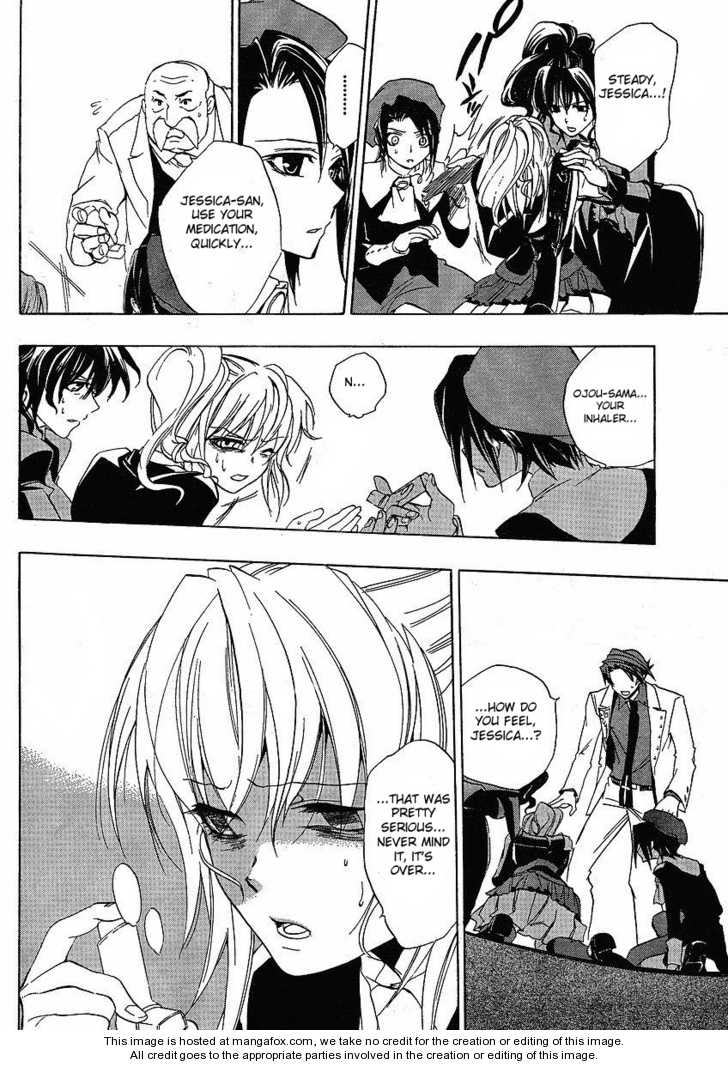 STEADY,
JESSICA...!
.........
JESSICA-SAN,
USE YOUR
MEDICATION,
QUICKLY...
OJOU-SAMA...
YOUR
INHALER...
N...
...HOW DO
YOU FEEL,
JESSICA...?
...THAT WAS
PRETTY
SERIOUS...
NEVER MIND
IT, IT'S
OVER...
This image is hosted at mangafox.com, we take no credit for the creation or editing of this image.
All credit goes to the appropriate parties involved in the creation or editing of this image.